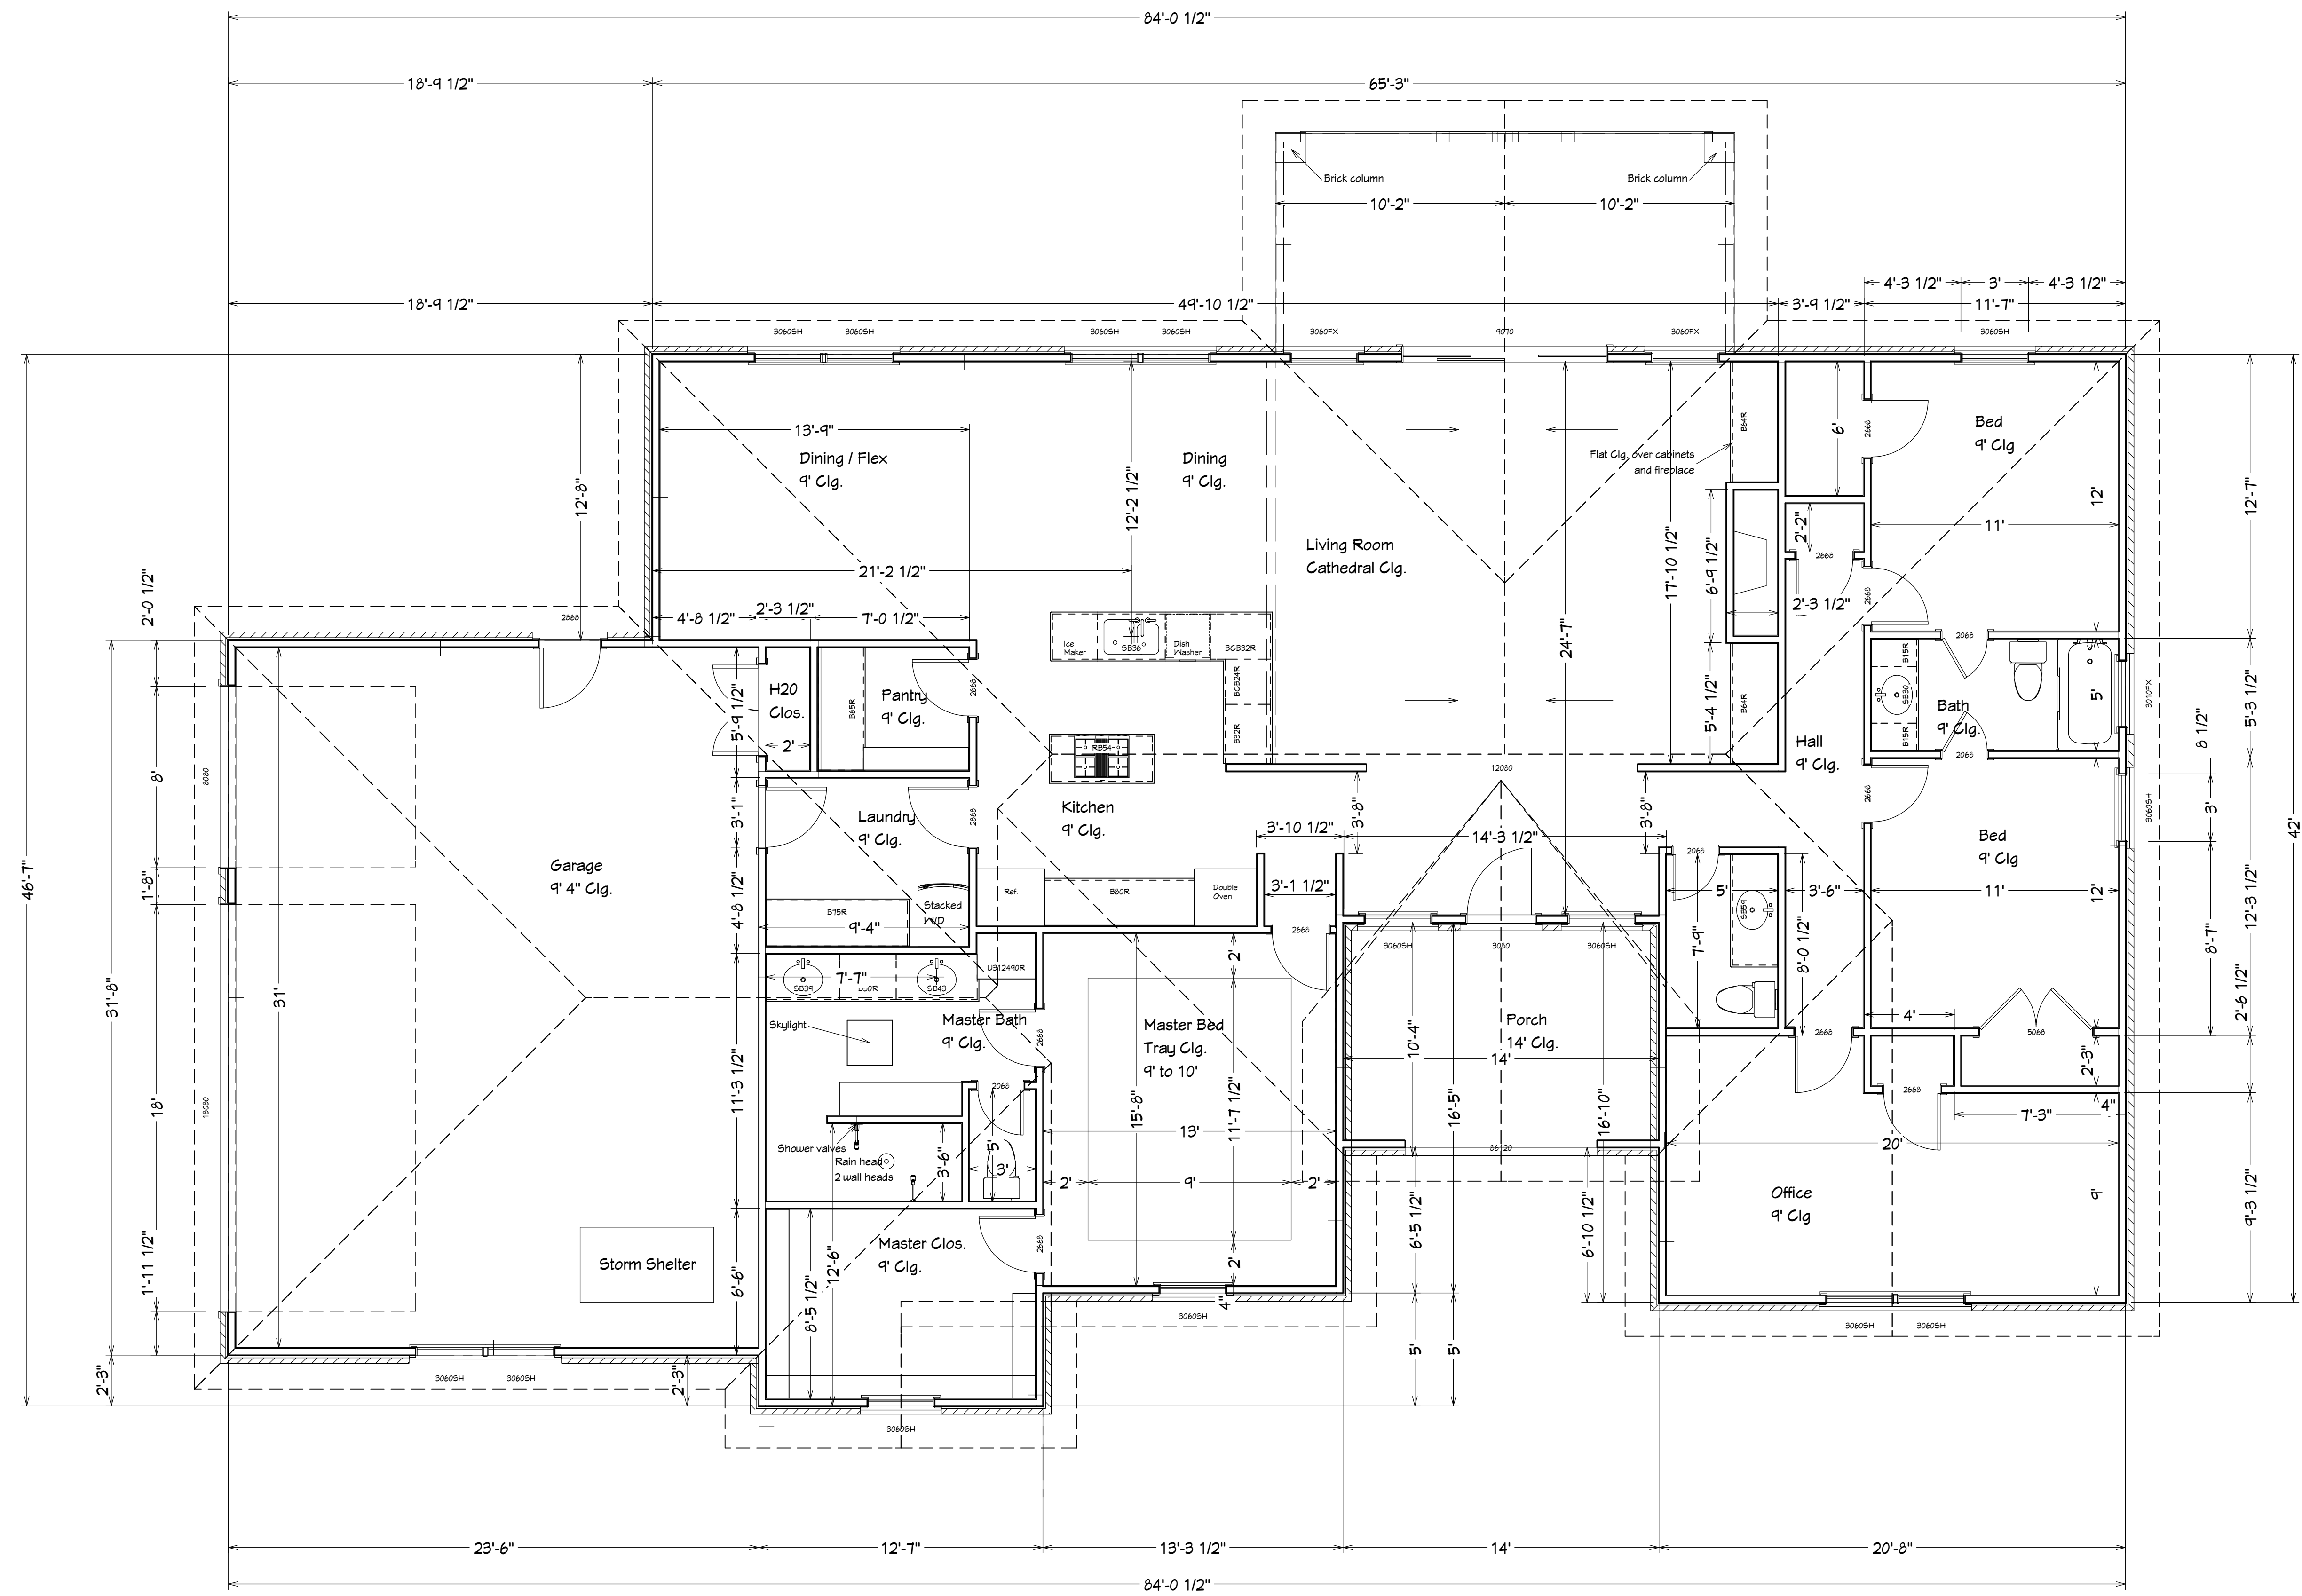 84'-0 1/2"
18'-9 1/2"
65'-3"
Brick column
Brick column
10'-2"
10'-2"
4'-3 1/2"
3'
4'-3 1/2"
18'-9 1/2"
49'-10 1/2"
3'-9 1/2"
11'-7"
3060SH
3060SH
3060SH
3060SH
3060FX
9070
3060FX
3060SH
13'-9"
Dining / Flex
9' Clg.
Dining
9' Clg.
12'-8"
12'-2 1/2"
Flat Clg. over cabinets
and fireplace
B64R
6'
2668
Bed
9' Clg
12'
12'-7"
11'
Living Room
Cathedral Clg.
17'-10 1/2"
6'-9 1/2"
2'-2"
2668
2'-3 1/2"
2668
21'-2 1/2"
4'-8 1/2"
2'-3 1/2"
7'-0 1/2"
2'-0 1/2"
2868
Ice
Maker
SB36
Dish
Washer
BCB32R
BCB24R
B32R
24'-7"
5'-4 1/2"
B64R
2068
B15R
SB30
B15R
Bath
9' Clg.
5'
3010FX
5'-3 1/2"
2068
8 1/2"
H20
Clos.
2'
5'-9 1/2"
B65R
Pantry
9' Clg.
2668
RB54
Hall
9' Clg.
12080
8'
8080
46'-7"
42'
Kitchen
9' Clg.
3'-1"
Laundry
9' Clg.
2868
3'-10 1/2"
3'-8"
14'-3 1/2"
3'-8"
2668
3'
3060SH
Bed
9' Clg
11'
12'
12'-3 1/2"
8'-7"
1'-8"
Garage
9' 4" Clg.
4'-8 1/2"
B75R
9'-4"
Stacked
W/D
Ref.
B80R
Double
Oven
3'-1 1/2"
2668
2068
5'
3'-6"
SB59
7'-9"
8'-0 1/2"
3060SH
3080
3060SH
31'-8"
31'
18'
18080
7'-7"
SB39
SB43
US12490R
2'
Skylight
Master Bath
9' Clg.
2668
Master Bed
Tray Clg.
9' to 10'
Porch
14' Clg.
14'
10'-4"
16'-5"
16'-10"
4'
2668
5068
2'-6 1/2"
2'-3"
11'-3 1/2"
2068
15'-8"
11'-7 1/2"
13'
2668
7'-3"
4"
Shower valves
Rain head
2 wall heads
3'-6"
5'
3'
2'
9'
2'
86120
20'
Office
9' Clg
9'
9'-3 1/2"
6'-5 1/2"
6'-10 1/2"
1'-11 1/2"
Storm Shelter
6'-6"
8'-5 1/2"
12'-6"
Master Clos.
9' Clg.
2668
2'
4"
3060SH
5'
5'
3060SH
3060SH
2'-3"
3060SH
3060SH
2'-3"
3060SH
23'-6"
12'-7"
13'-3 1/2"
14'
20'-8"
84'-0 1/2"